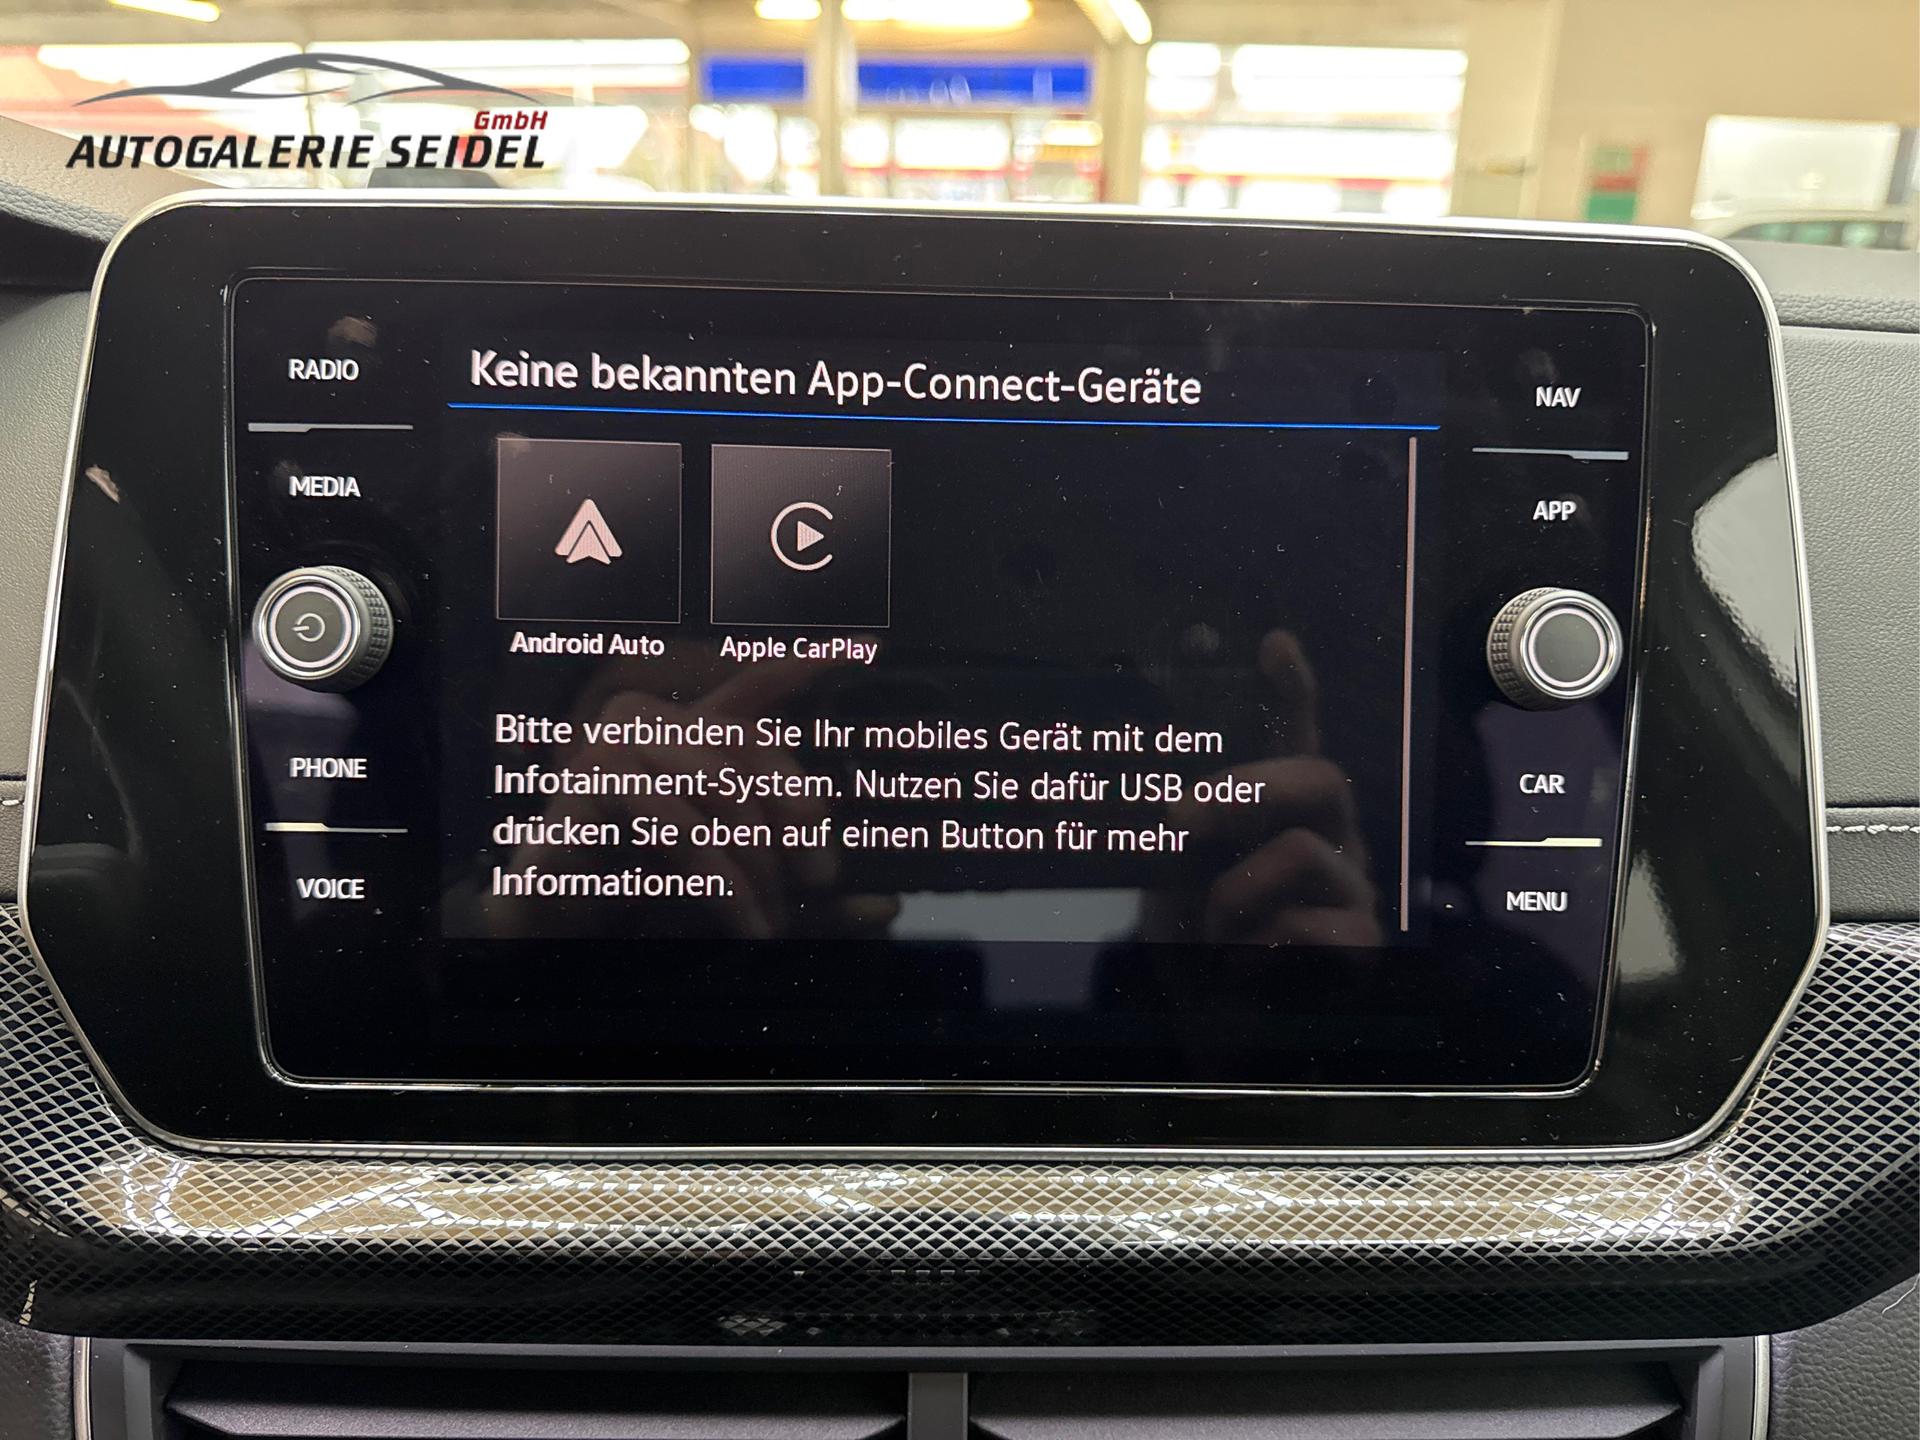 GmbH
AUTOGALERIE SEIDEL
RADIO
MEDIA
PHONE
VOICE
Keine bekannten App-Connect-Geräte
Android Auto
Apple CarPlay
Bitte verbinden Sie Ihr mobiles Gerät mit dem
Infotainment-System. Nutzen Sie dafür USB oder
drücken Sie oben auf einen Button für mehr
Informationen.
NAV
APP
CAR
MENU